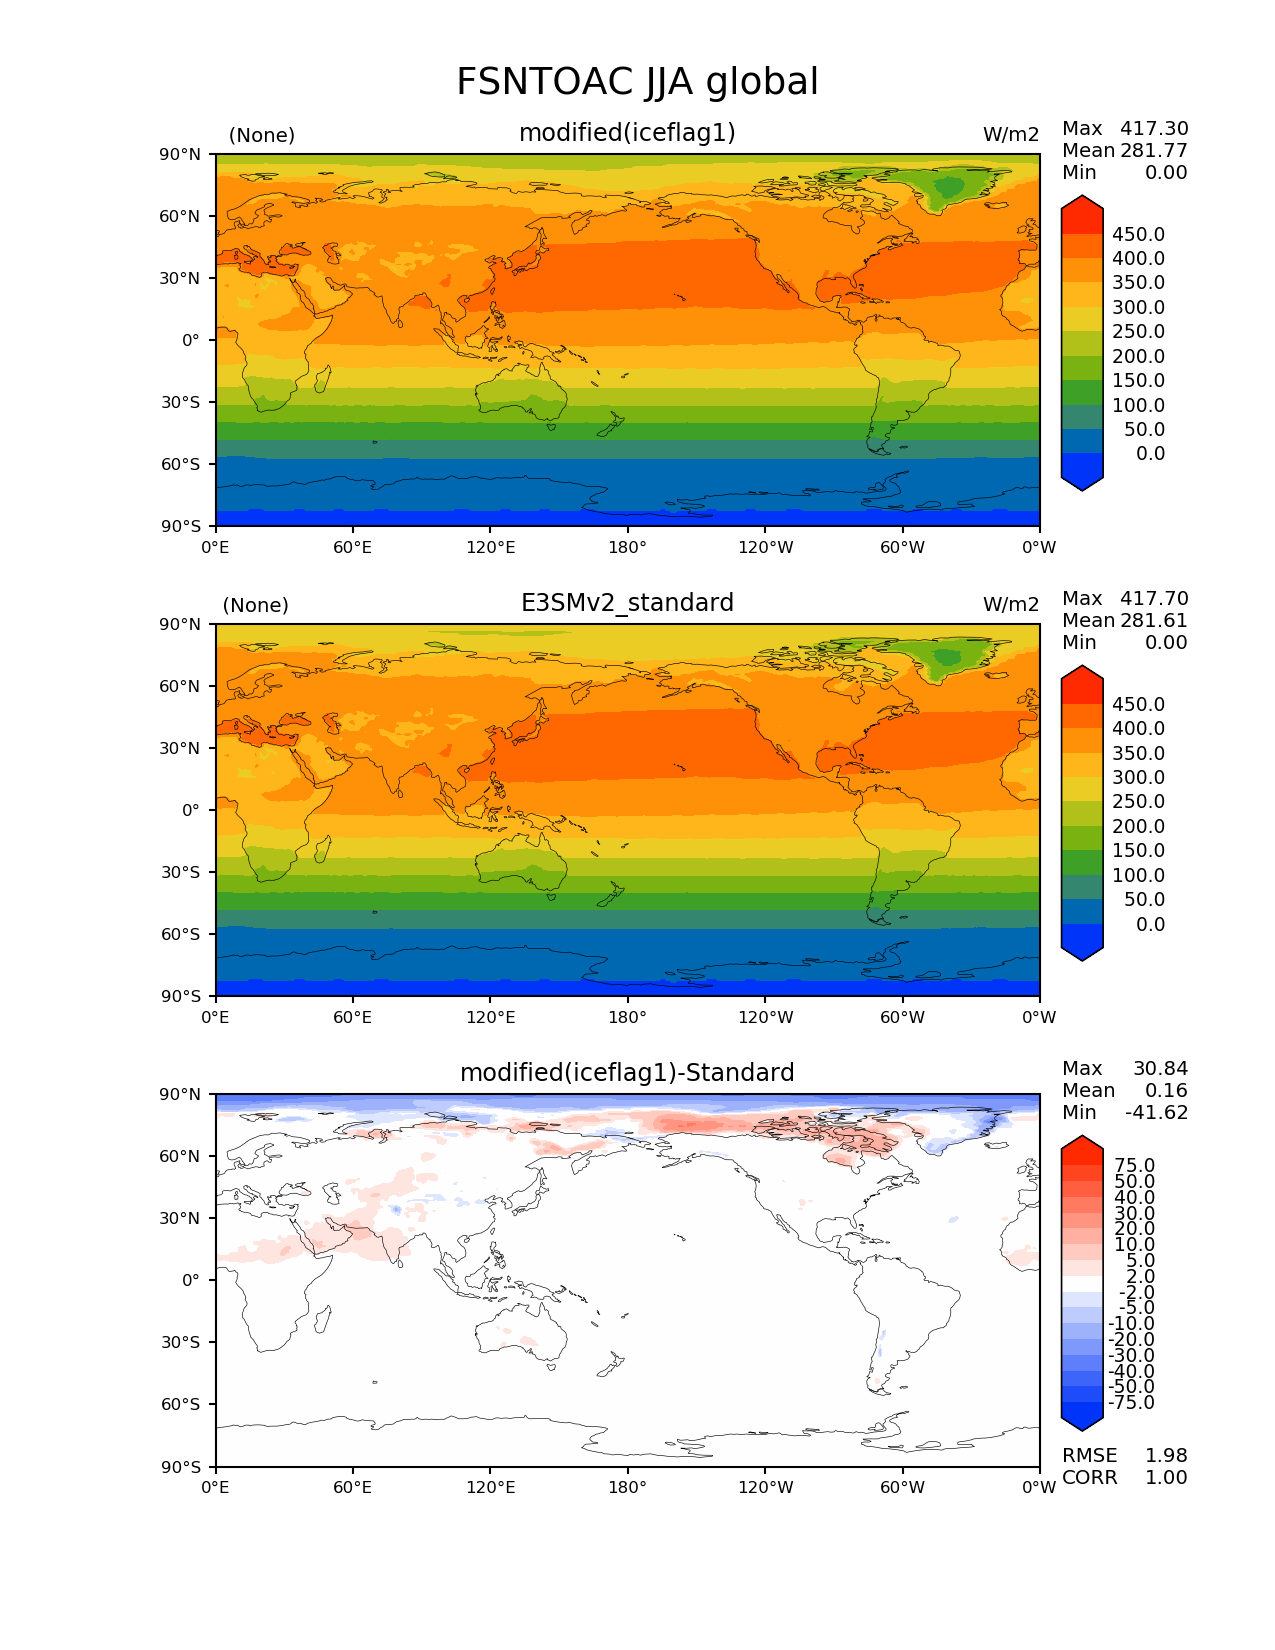 FSNTOAC JJA global
(None) modified(iceflag1) W/m2
Max 417.30
Mean 281.77
Min 0.00
90°N
60°N
30°N
0°
30°S
60°S
90°S
0°E 60°E 120°E 180° 120°W 60°W 0°W
450.0
400.0
350.0
300.0
250.0
200.0
150.0
100.0
50.0
0.0
(None) E3SMv2_standard W/m2
Max 417.70
Mean 281.61
Min 0.00
90°N
60°N
30°N
0°
30°S
60°S
90°S
0°E 60°E 120°E 180° 120°W 60°W 0°W
450.0
400.0
350.0
300.0
250.0
200.0
150.0
100.0
50.0
0.0
modified(iceflag1)-Standard
Max 30.84
Mean 0.16
Min -41.62
90°N
60°N
30°N
0°
30°S
60°S
90°S
0°E 60°E 120°E 180° 120°W 60°W 0°W
75.0
50.0
40.0
30.0
20.0
10.0
5.0
2.0
-2.0
-5.0
-10.0
-20.0
-30.0
-40.0
-50.0
-75.0
RMSE 1.98
CORR 1.00